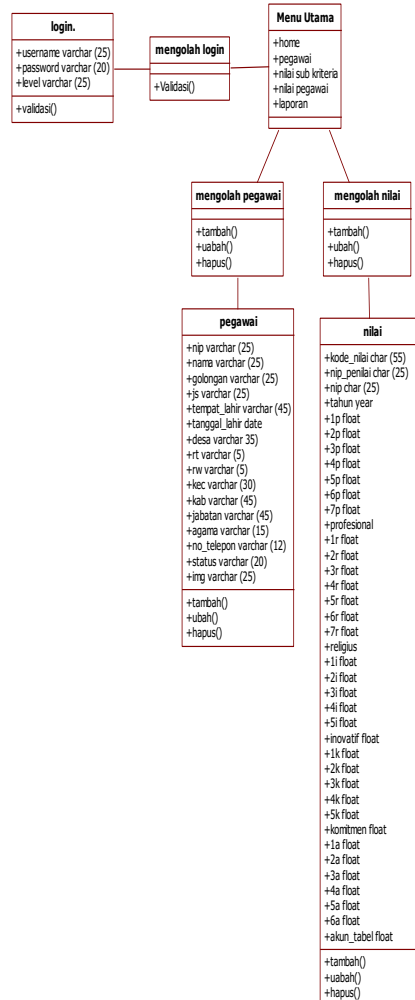 login.
+username varchar (25)
+password varchar (20)
+level varchar (25)
+validasi()
mengolah login
+Validasi()
Menu Utama
+home
+pegawai
+nilai sub kriteria
+nilai pegawai
+laporan
mengolah pegawai
+tambah()
+uabah()
+hapus()
mengolah nilai
+tambah()
+ubah()
+hapus()
pegawai
+nip varchar (25)
+nama varchar (25)
+golongan varchar (25)
+js varchar (25)
+tempat_lahir varchar (45)
+tanggal_lahir date
+desa varchar 35)
+rt varchar (5)
+rw varchar (5)
+kec varchar (30)
+kab varchar (45)
+jabatan varchar (45)
+agama varchar (15)
+no_telepon varchar (12)
+status varchar (20)
+img varchar (25)
+tambah()
+ubah()
+hapus()
nilai
+kode_nilai char (55)
+nip_penilai char (25)
+nip char (25)
+tahun year
+1p float
+2p float
+3p float
+4p float
+5p float
+6p float
+7p float
+profesional
+1r float
+2r float
+3r float
+4r float
+5r float
+6r float
+7r float
+religius
+1i float
+2i float
+3i float
+4i float
+5i float
+inovatif float
+1k float
+2k float
+3k float
+4k float
+5k float
+komitmen float
+1a float
+2a float
+3a float
+4a float
+5a float
+6a float
+akun_tabel float
+tambah()
+uabah()
+hapus()